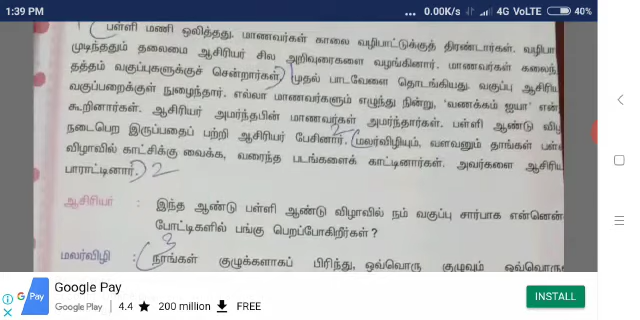 1:39 PM ... 0.00K/s 4G VoLTE 40%
பள்ளி மணி ஒலித்தது. மாணவர்கள் காலை வழிபாட்டுக்குத் திரண்டார்கள். வழிபா
முடிந்ததும் தலைமை ஆசிரியர் சில அறிவுரைகளை வழங்கினார். மாணவர்கள் கலைந்
தத்தம் வகுப்புகளுக்குச் சென்றார்கள். முதல் பாடவேளை தொடங்கியது. வகுப்பு ஆசிரிய
வகுப்பறைக்குள் நுழைந்தார். எல்லா மாணவர்களும் எழுந்து நின்று, 'வணக்கம் ஐயா' என்
கூறினார்கள். ஆசிரியர் அமர்ந்தபின் மாணவர்கள் அமர்ந்தார்கள். பள்ளி ஆண்டு விழ
நடைபெற இருப்பதைப் பற்றி ஆசிரியர் பேசினார். மலர்விழியும், வளவனும் தாங்கள் பள்
விழாவில் காட்சிக்கு வைக்க, வரைந்த படங்களைக் காட்டினார்கள். அவர்களை ஆசிரிய
பாராட்டினார். 2
ஆசிரியர் : இந்த ஆண்டு பள்ளி ஆண்டு விழாவில் நம் வகுப்பு சார்பாக என்னென்
போட்டிகளில் பங்கு பெறப்போகிறீர்கள் ?
3
மலர்விழி : நாங்கள் குழுக்களாகப் பிரிந்து, ஒவ்வொரு குழுவும் ஒவ்வொரு
Google Pay
G Pay Google Play 4.4 ★ 200 million FREE
INSTALL